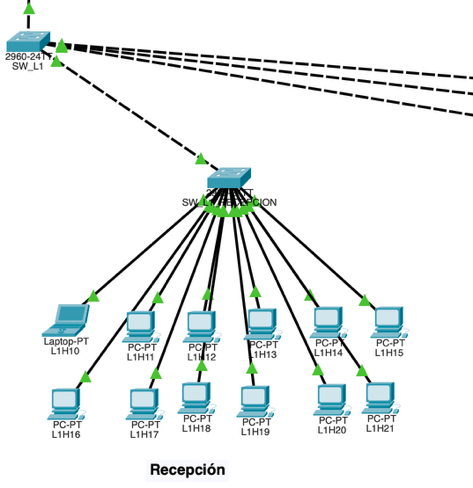 2960-24TT
SW_L1
SW_L1_RECEPCION
Laptop-PT
L1H10
PC-PT
L1H11
PC-PT
L1H12
PC-PT
L1H13
PC-PT
L1H14
PC-PT
L1H15
PC-PT
L1H16
PC-PT
L1H17
PC-PT
L1H18
PC-PT
L1H19
PC-PT
L1H20
PC-PT
L1H21
Recepción